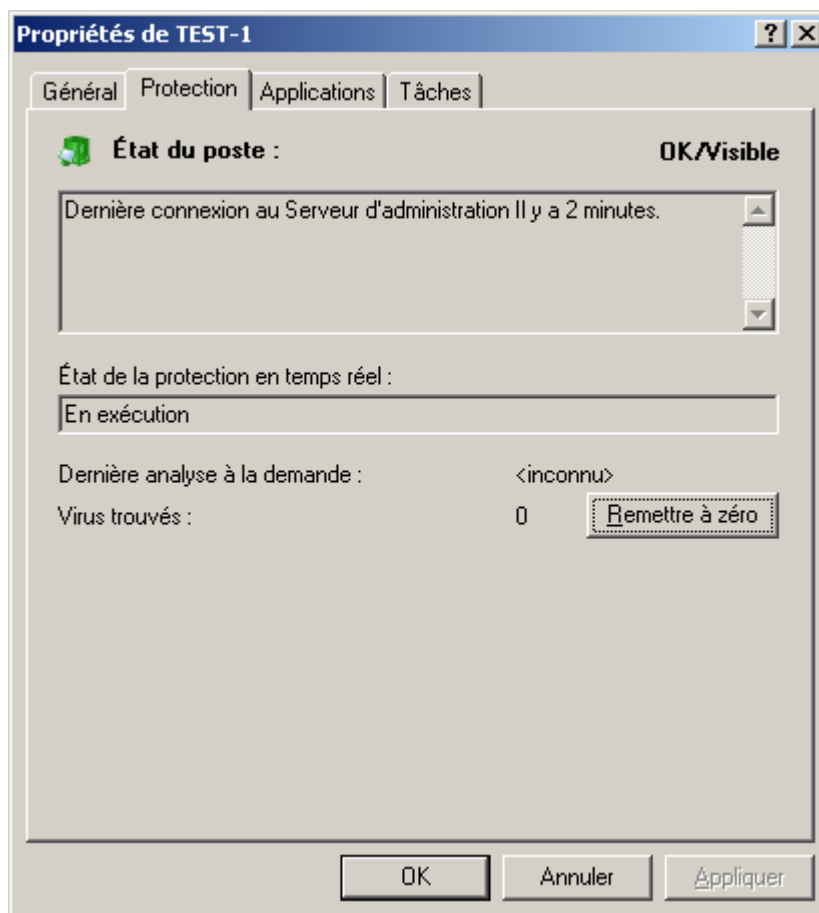 Propriétés de TEST-1
Général Protection Applications Tâches
État du poste : OK/Visible
Dernière connexion au Serveur d'administration Il y a 2 minutes.
État de la protection en temps réel :
En exécution
Dernière analyse à la demande : <inconnu>
Virus trouvés : 0 Remettre à zéro
OK Annuler Appliquer